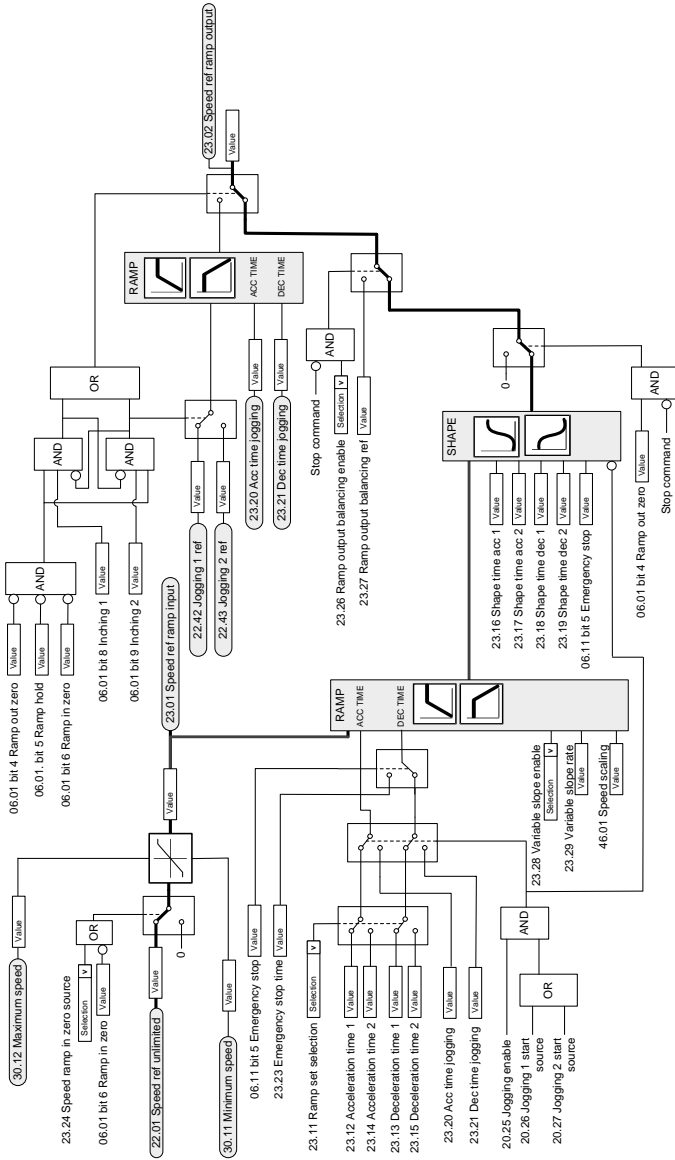 30.12 Maximum speed
Value
23.24 Speed ramp in zero source
Selection
v
06.01 bit 6 Ramp in zero
Value
OR
22.01 Speed ref unlimited
Value
0
30.11 Minimum speed
Value
Value
23.01 Speed ref ramp input
06.01 bit 4 Ramp out zero
Value
06.01. bit 5 Ramp hold
Value
06.01 bit 6 Ramp in zero
Value
AND
06.01 bit 8 Inching 1
Value
06.01 bit 9 Inching 2
Value
AND
AND
OR
22.42 Jogging 1 ref
Value
22.43 Jogging 2 ref
Value
23.20 Acc time jogging
Value
23.21 Dec time jogging
Value
RAMP
ACC TIME
DEC TIME
23.02 Speed ref ramp output
Value
Stop command
AND
23.26 Ramp output balancing enable
Selection
v
23.27 Ramp output balancing ref
Value
06.11 bit 5 Emergency stop
Value
23.23 Emergency stop time
Value
23.11 Ramp set selection
Selection
v
23.12 Acceleration time 1
Value
23.14 Acceleration time 2
Value
23.13 Deceleration time 1
Value
23.15 Deceleration time 2
Value
23.20 Acc time jogging
Value
23.21 Dec time jogging
Value
20.25 Jogging enable
20.26 Jogging 1 start
source
20.27 Jogging 2 start
source
OR
AND
RAMP
ACC TIME
DEC TIME
23.28 Variable slope enable
Selection
v
23.29 Variable slope rate
Value
46.01 Speed scaling
Value
SHAPE
23.16 Shape time acc 1
Value
23.17 Shape time acc 2
Value
23.18 Shape time dec 1
Value
23.19 Shape time dec 2
Value
06.11 bit 5 Emergency stop
Value
0
06.01 bit 4 Ramp out zero
Value
Stop command
AND